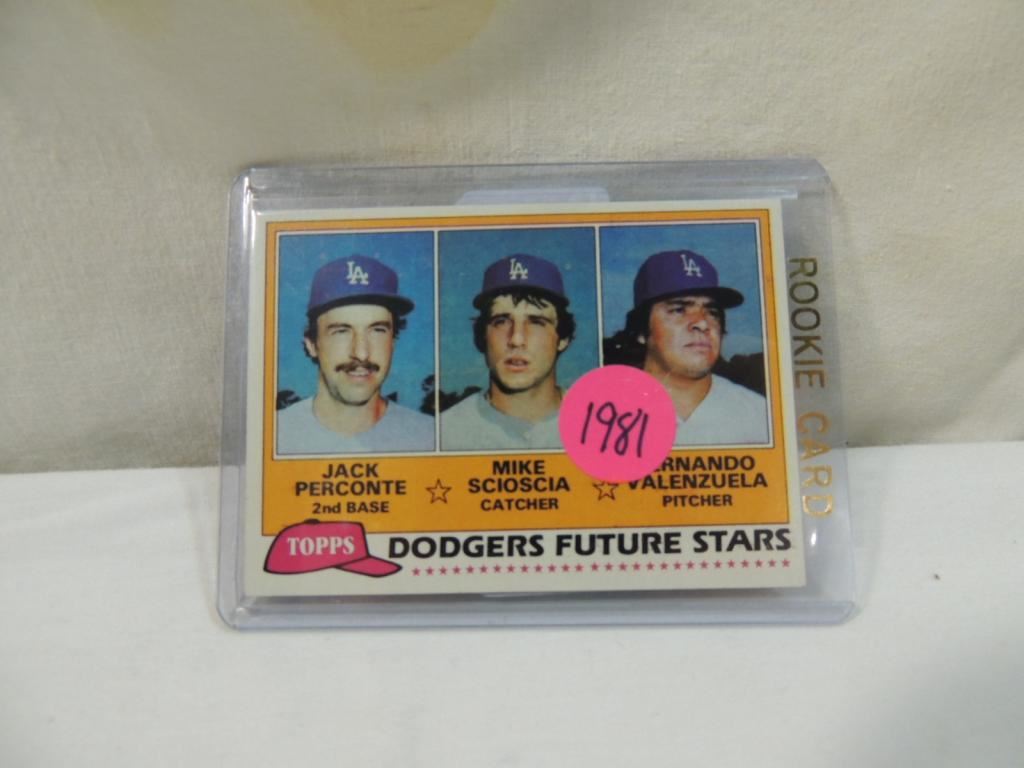 LA
LA
LA
1981
JACK PERCONTE
2nd BASE
MIKE SCIOSCIA
CATCHER
ERNANDO VALENZUELA
PITCHER
TOPPS
DODGERS FUTURE STARS
ROOKIE CARD